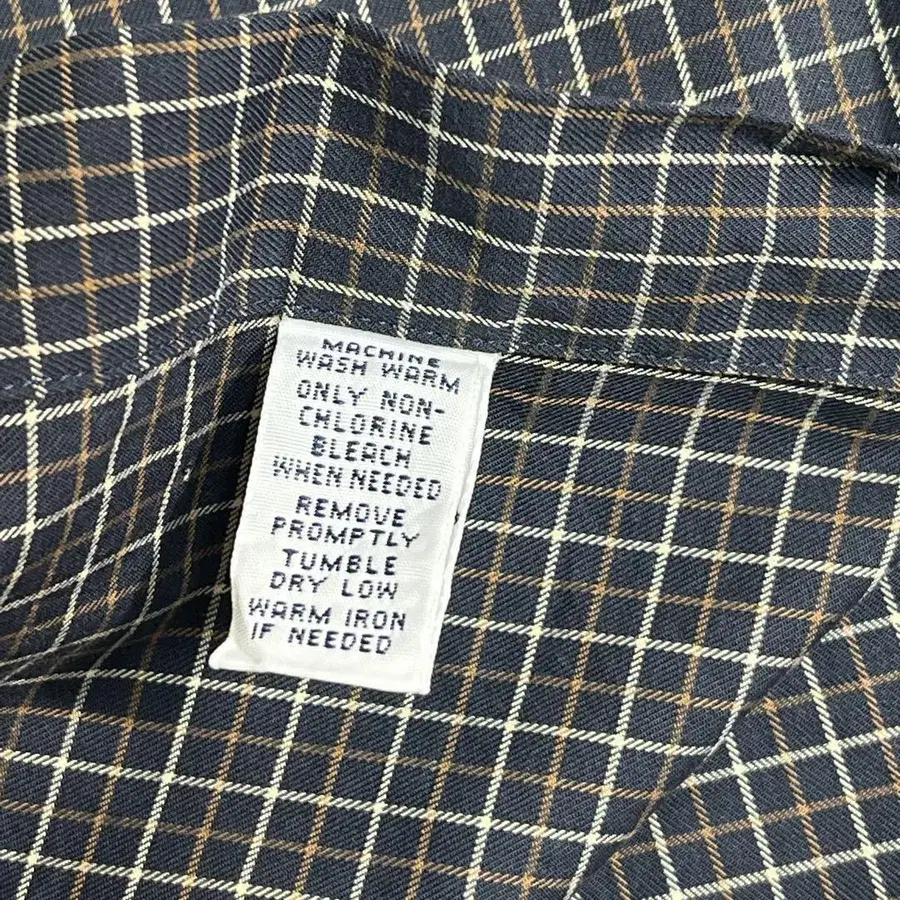 MACHINE
WASH WARM
ONLY NON-
CHLORINE
BLEACH
WHEN NEEDED
REMOVE
PROMPTLY
TUMBLE
DRY LOW
WARM IRON
IF NEEDED